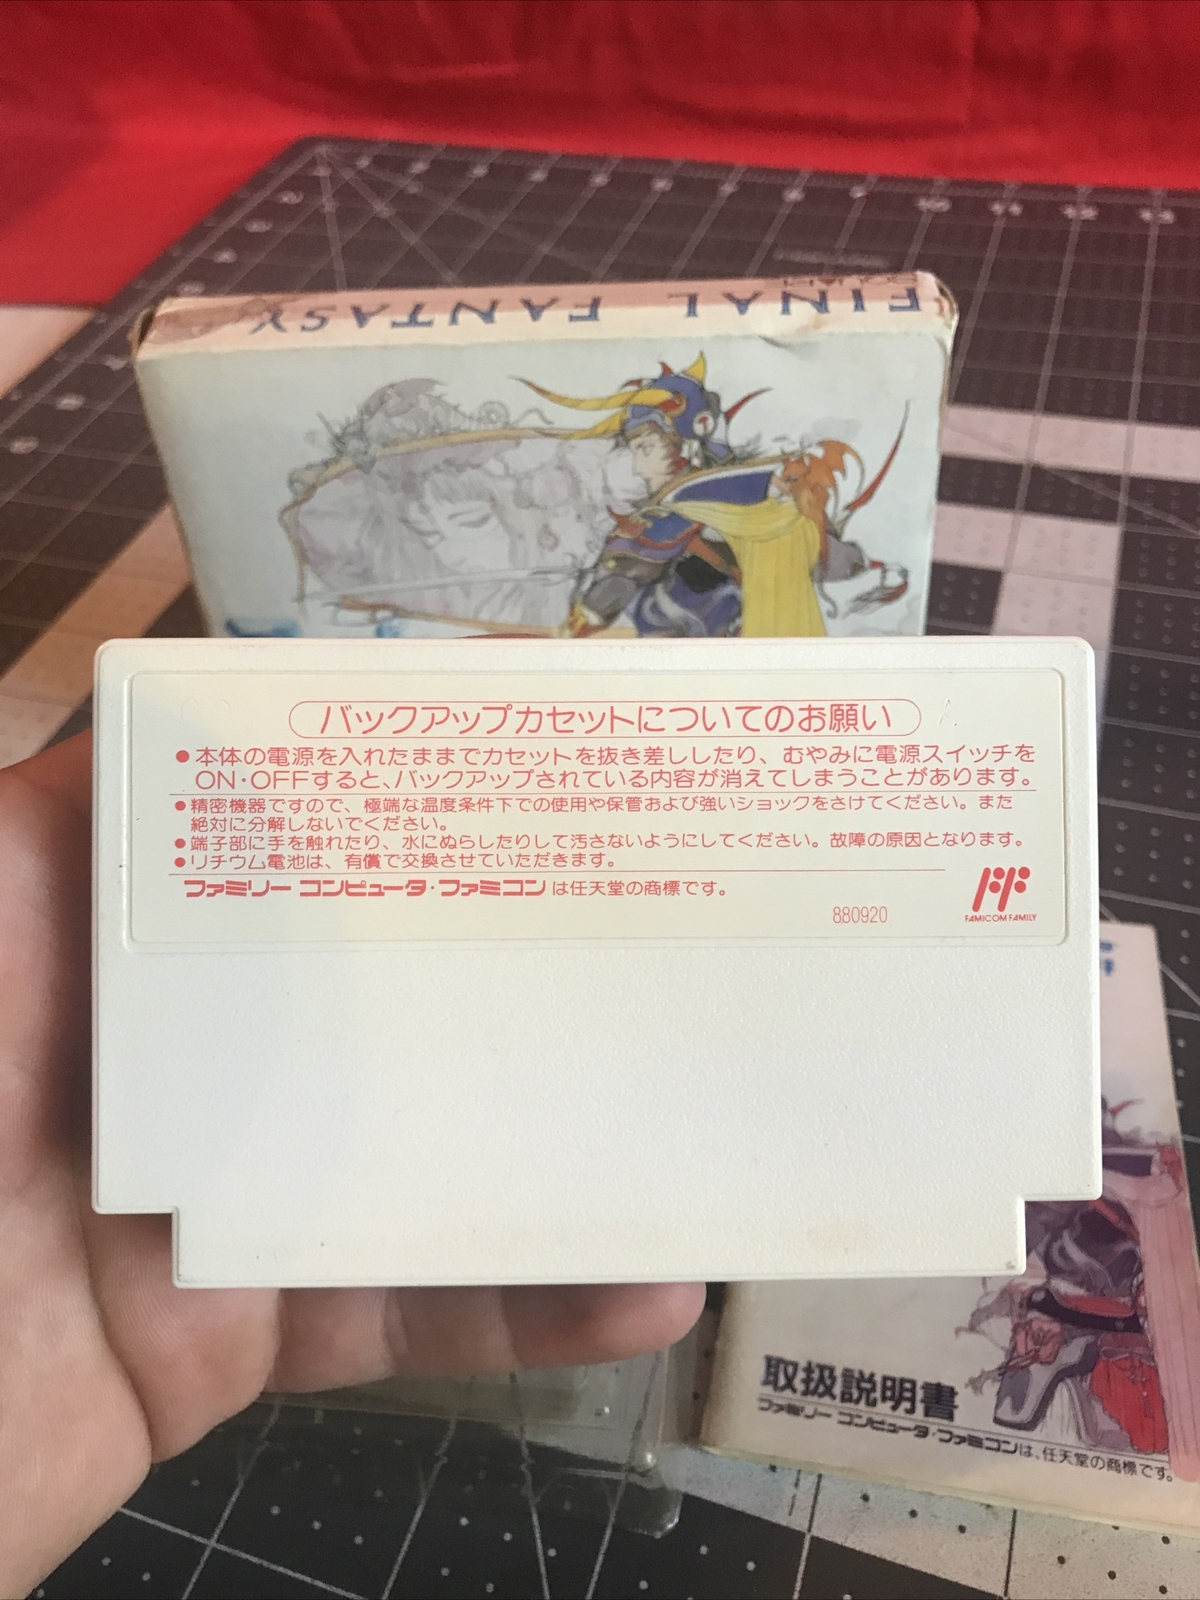 FINAL FANTASY
バックアップカセットについてのお願い
●本体の電源を入れたままでカセットを抜き差ししたり、むやみに電源スイッチを
ON・OFFすると、バックアップされている内容が消えてしまうことがあります。
●精密機器ですので、極端な温度条件下での使用や保管および強いショックをさけてください。また
絶対に分解しないでください。
●端子部に手を触れたり、水にぬらしたりして汚さないようにしてください。故障の原因となります。
●リチウム電池は、有償で交換させていただきます。
ファミリー コンピュータ・ファミコンは任天堂の商標です。
880920
FAMICOM FAMILY
取扱説明書
ファミリー コンピュータ・ファミコンは、任天堂の商標です。